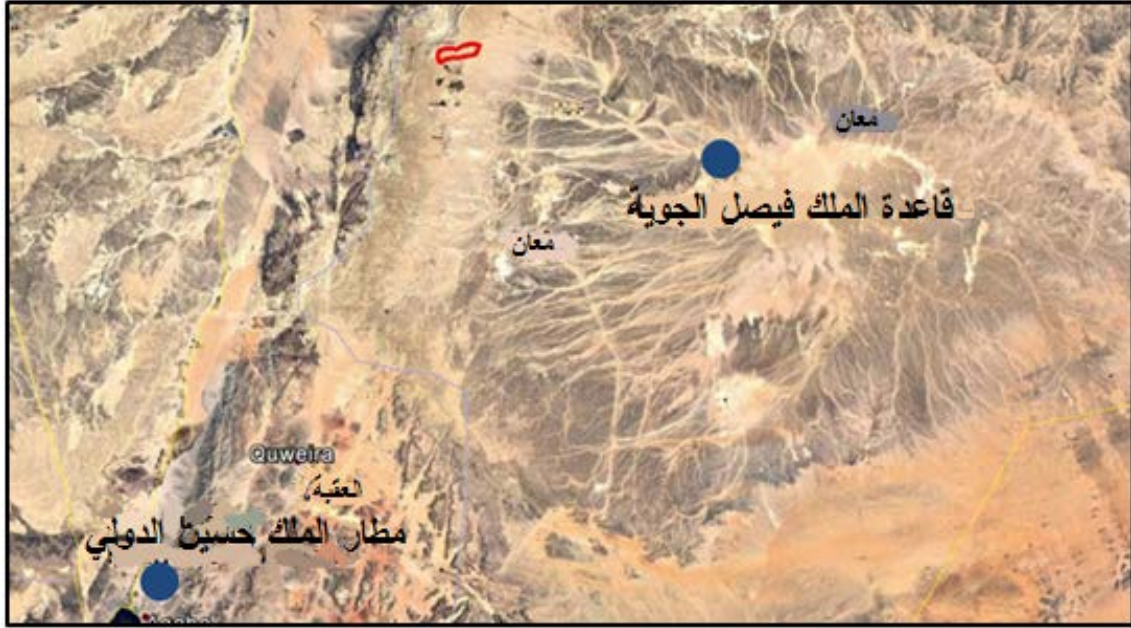 معان
قاعدة الملك فيصل الجوية
معان
Quweira
العقبة،
مطار الملك حسين الدولي